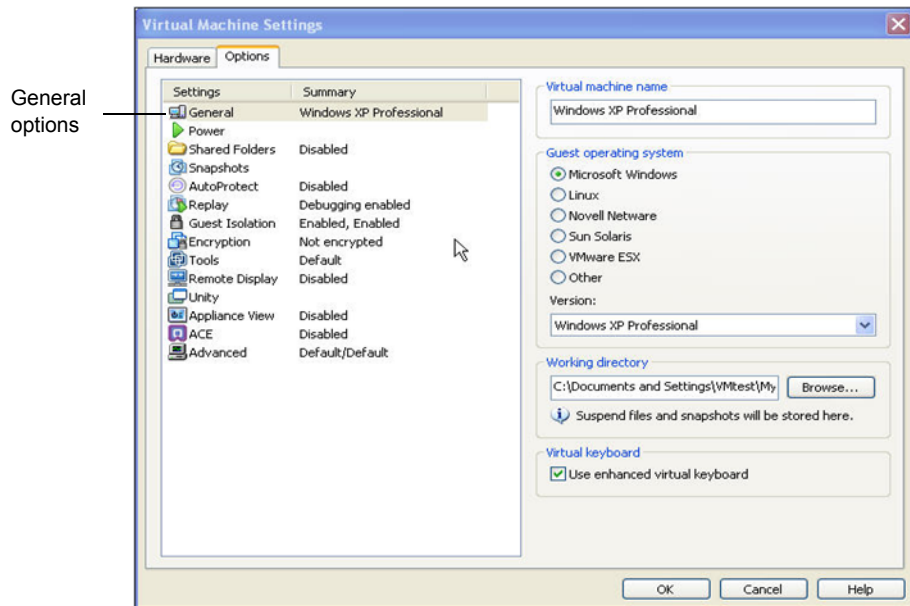 Virtual Machine Settings
Hardware Options
General options
Settings Summary
General Windows XP Professional
Power
Shared Folders Disabled
Snapshots
AutoProtect Disabled
Replay Debugging enabled
Guest Isolation Enabled, Enabled
Encryption Not encrypted
Tools Default
Remote Display Disabled
Unity
Appliance View Disabled
ACE Disabled
Advanced Default/Default
Virtual machine name
Windows XP Professional
Guest operating system
Microsoft Windows
Linux
Novell Netware
Sun Solaris
VMware ESX
Other
Version:
Windows XP Professional
Working directory
C:\Documents and Settings\VMtest\My Browse...
Suspend files and snapshots will be stored here.
Virtual keyboard
Use enhanced virtual keyboard
OK Cancel Help